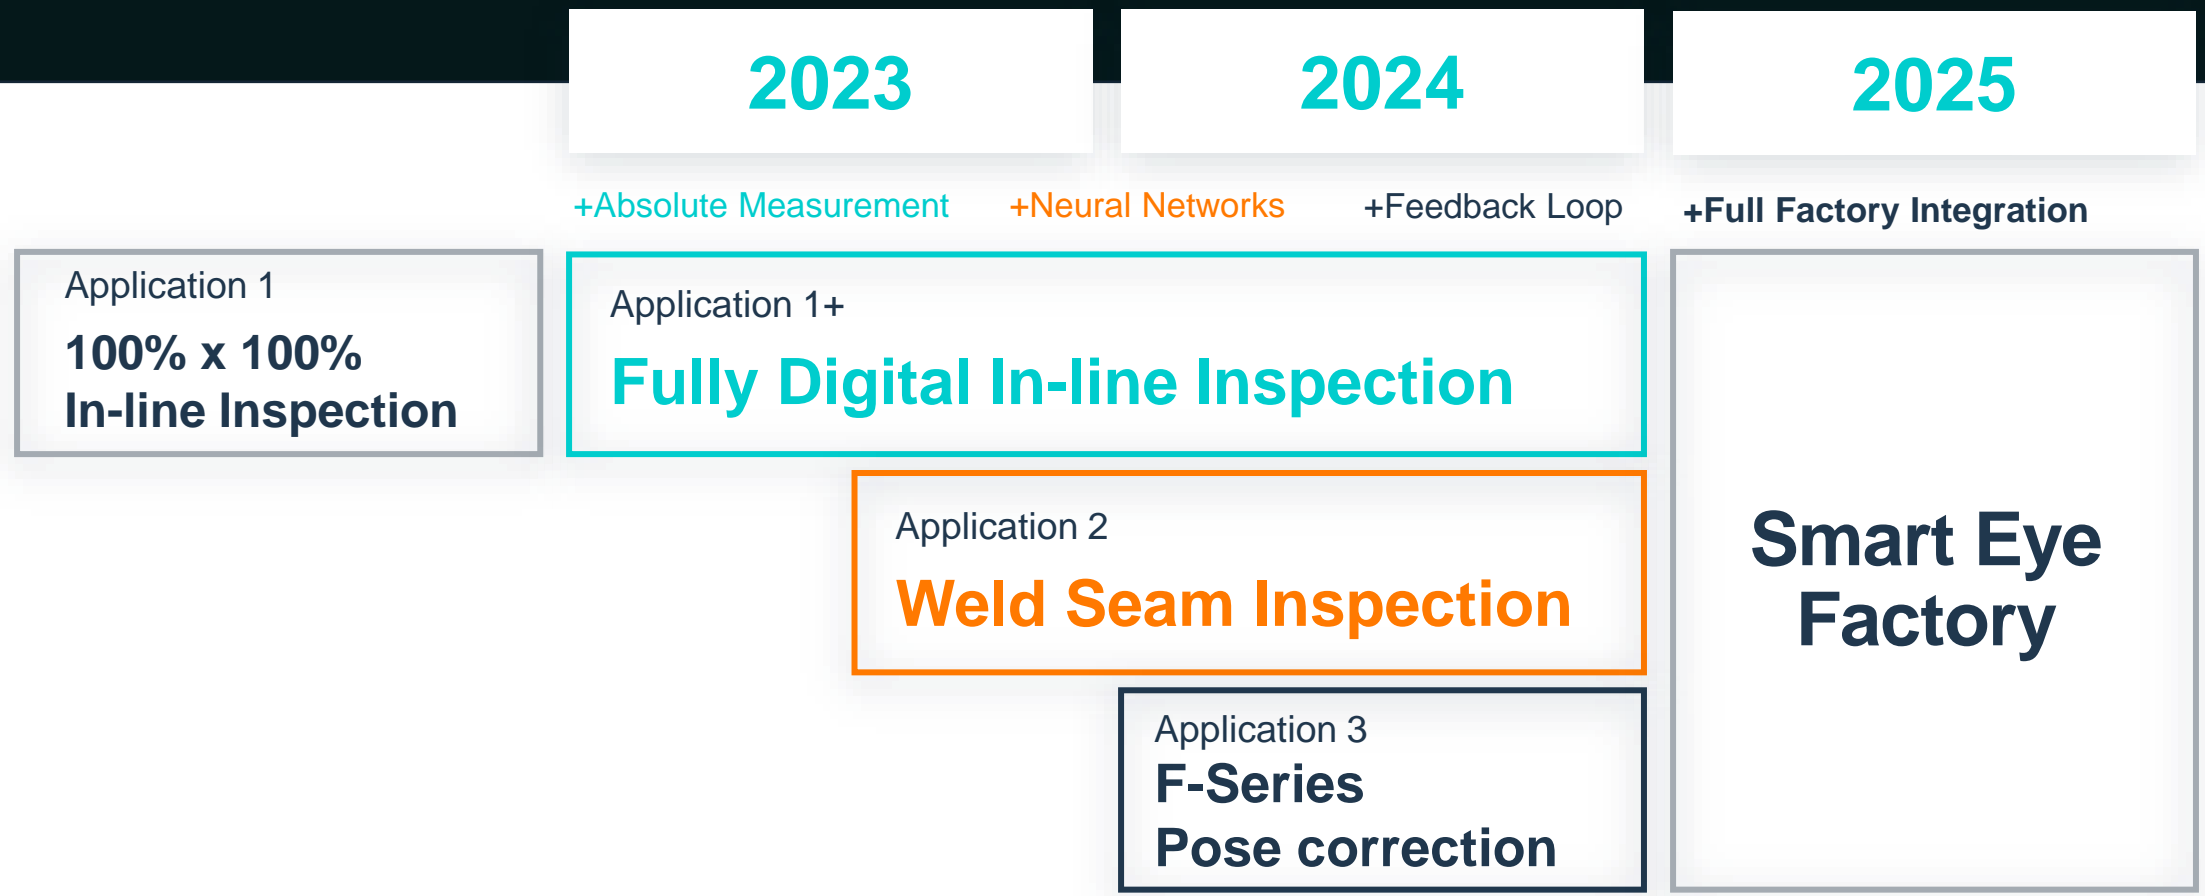 2023
2024
2025
+Absolute Measurement
+Neural Networks
+Feedback Loop
+Full Factory Integration
Application 1
100% x 100%
In-line Inspection
Application 1+
Fully Digital In-line Inspection
Application 2
Weld Seam Inspection
Application 3
F-Series
Pose correction
Smart Eye
Factory